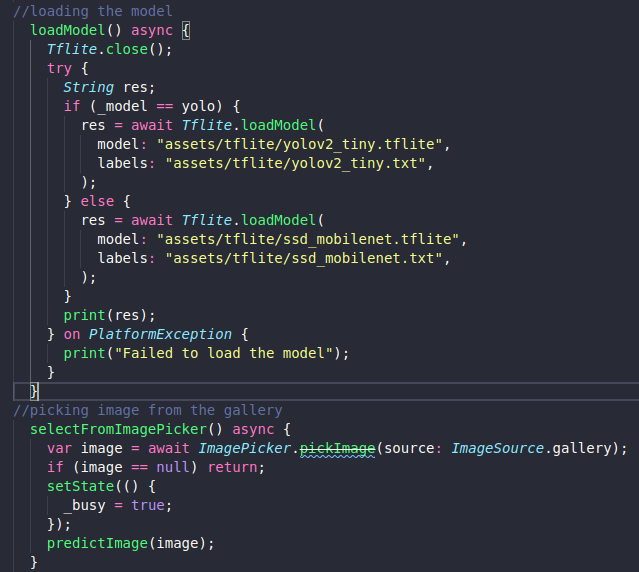 //loading the model
loadModel() async {
Tflite.close();
try {
String res;
if (_model == yolo) {
res = await Tflite.loadModel(
model: "assets/tflite/yolov2_tiny.tflite",
labels: "assets/tflite/yolov2_tiny.txt",
);
} else {
res = await Tflite.loadModel(
model: "assets/tflite/ssd_mobilenet.tflite",
labels: "assets/tflite/ssd_mobilenet.txt",
);
}
print(res);
} on PlatformException {
print("Failed to load the model");
}
}
//picking image from the gallery
selectFromImagePicker() async {
var image = await ImagePicker.pickImage(source: ImageSource.gallery);
if (image == null) return;
setState(() {
_busy = true;
});
predictImage(image);
}